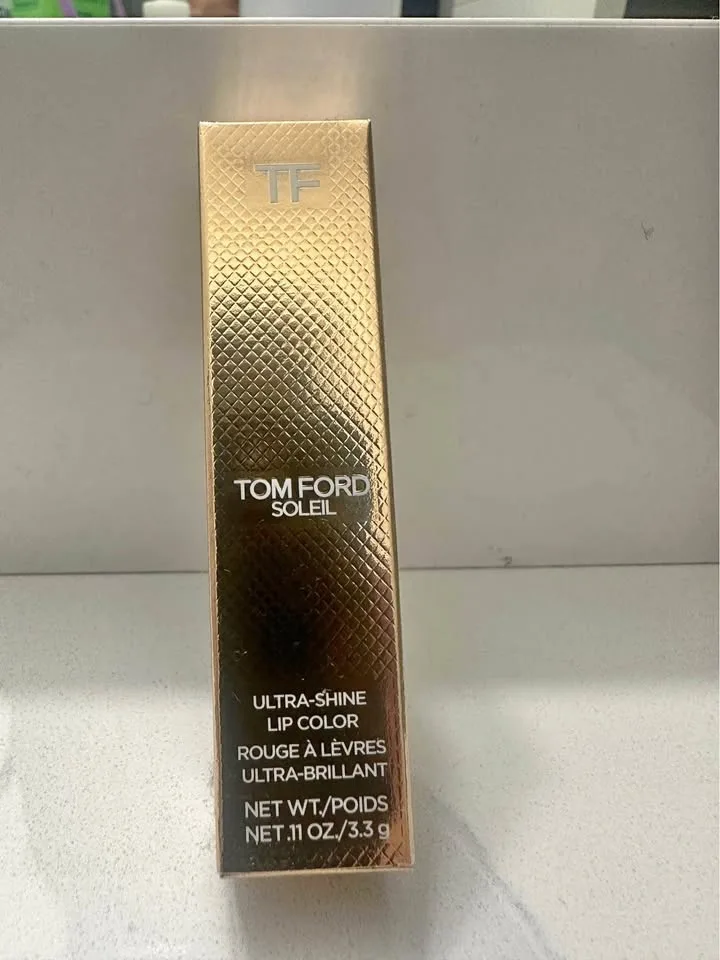 TF
TOM FORD
SOLEIL
ULTRA-SHINE
LIP COLOR
ROUGE À LÈVRES
ULTRA-BRILLANT
NET WT./POIDS
NET .11 OZ./3.3 g